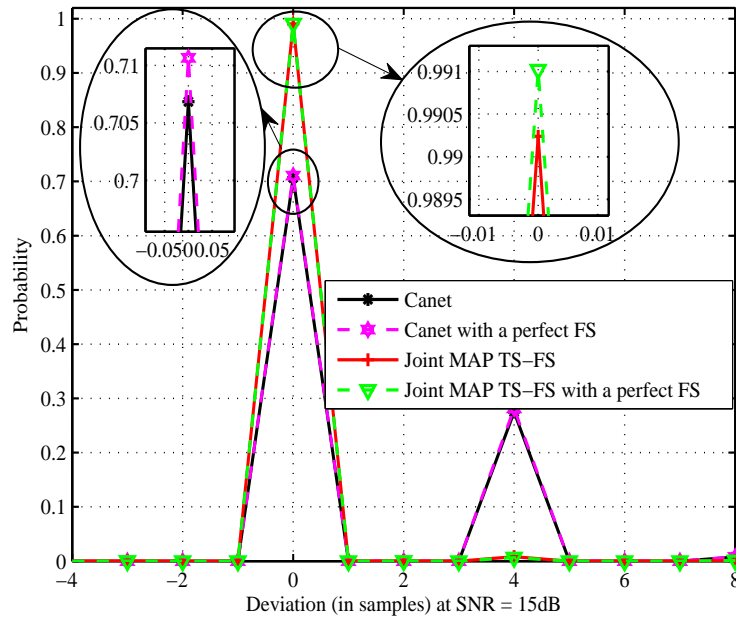 1
0.9
0.8
0.7
0.6
0.5
0.4
0.3
0.2
0.1
0
Probability
0.71
0.705
0.7
−0.05 0 0.05
0.991
0.9905
0.99
0.9895
−0.01 0 0.01
Canet
Canet with a perfect FS
Joint MAP TS−FS
Joint MAP TS−FS with a perfect FS
−4 −2 0 2 4 6 8
Deviation (in samples) at SNR = 15dB